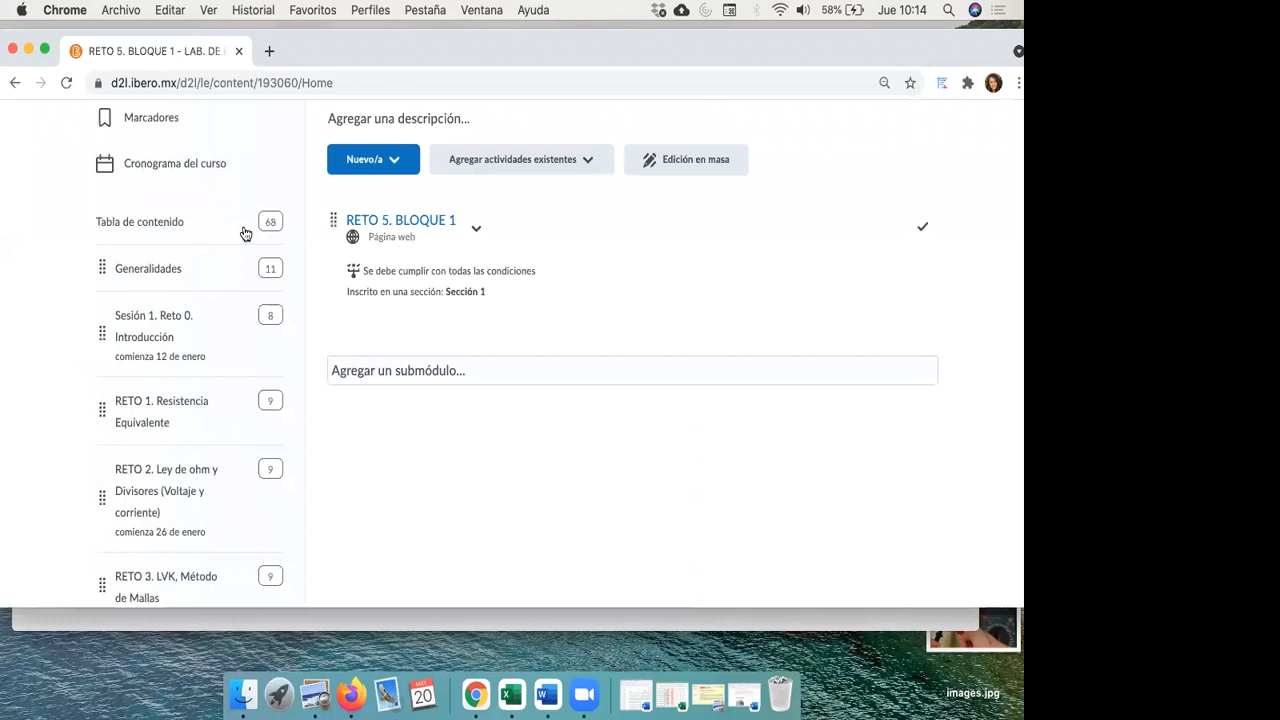 Chrome Archivo Editar Ver Historial Favoritos Perfiles Pestaña Ventana Ayuda 58% Jue 10:14
RETO 5. BLOQUE 1 - LAB. DE
d2l.ibero.mx/d2l/le/content/193060/Home
Marcadores
Cronograma del curso
Tabla de contenido 68
Generalidades 11
Sesión 1. Reto 0. 8
Introducción
comienza 12 de enero
RETO 1. Resistencia 9
Equivalente
RETO 2. Ley de ohm y 9
Divisores (Voltaje y
corriente)
comienza 26 de enero
RETO 3. LVK, Método 9
de Mallas
Agregar una descripción...
Nuevo/a Agregar actividades existentes Edición en masa
RETO 5. BLOQUE 1
Página web
Se debe cumplir con todas las condiciones
Inscrito en una sección: Sección 1
Agregar un submódulo...
images.jpg
MAY
20